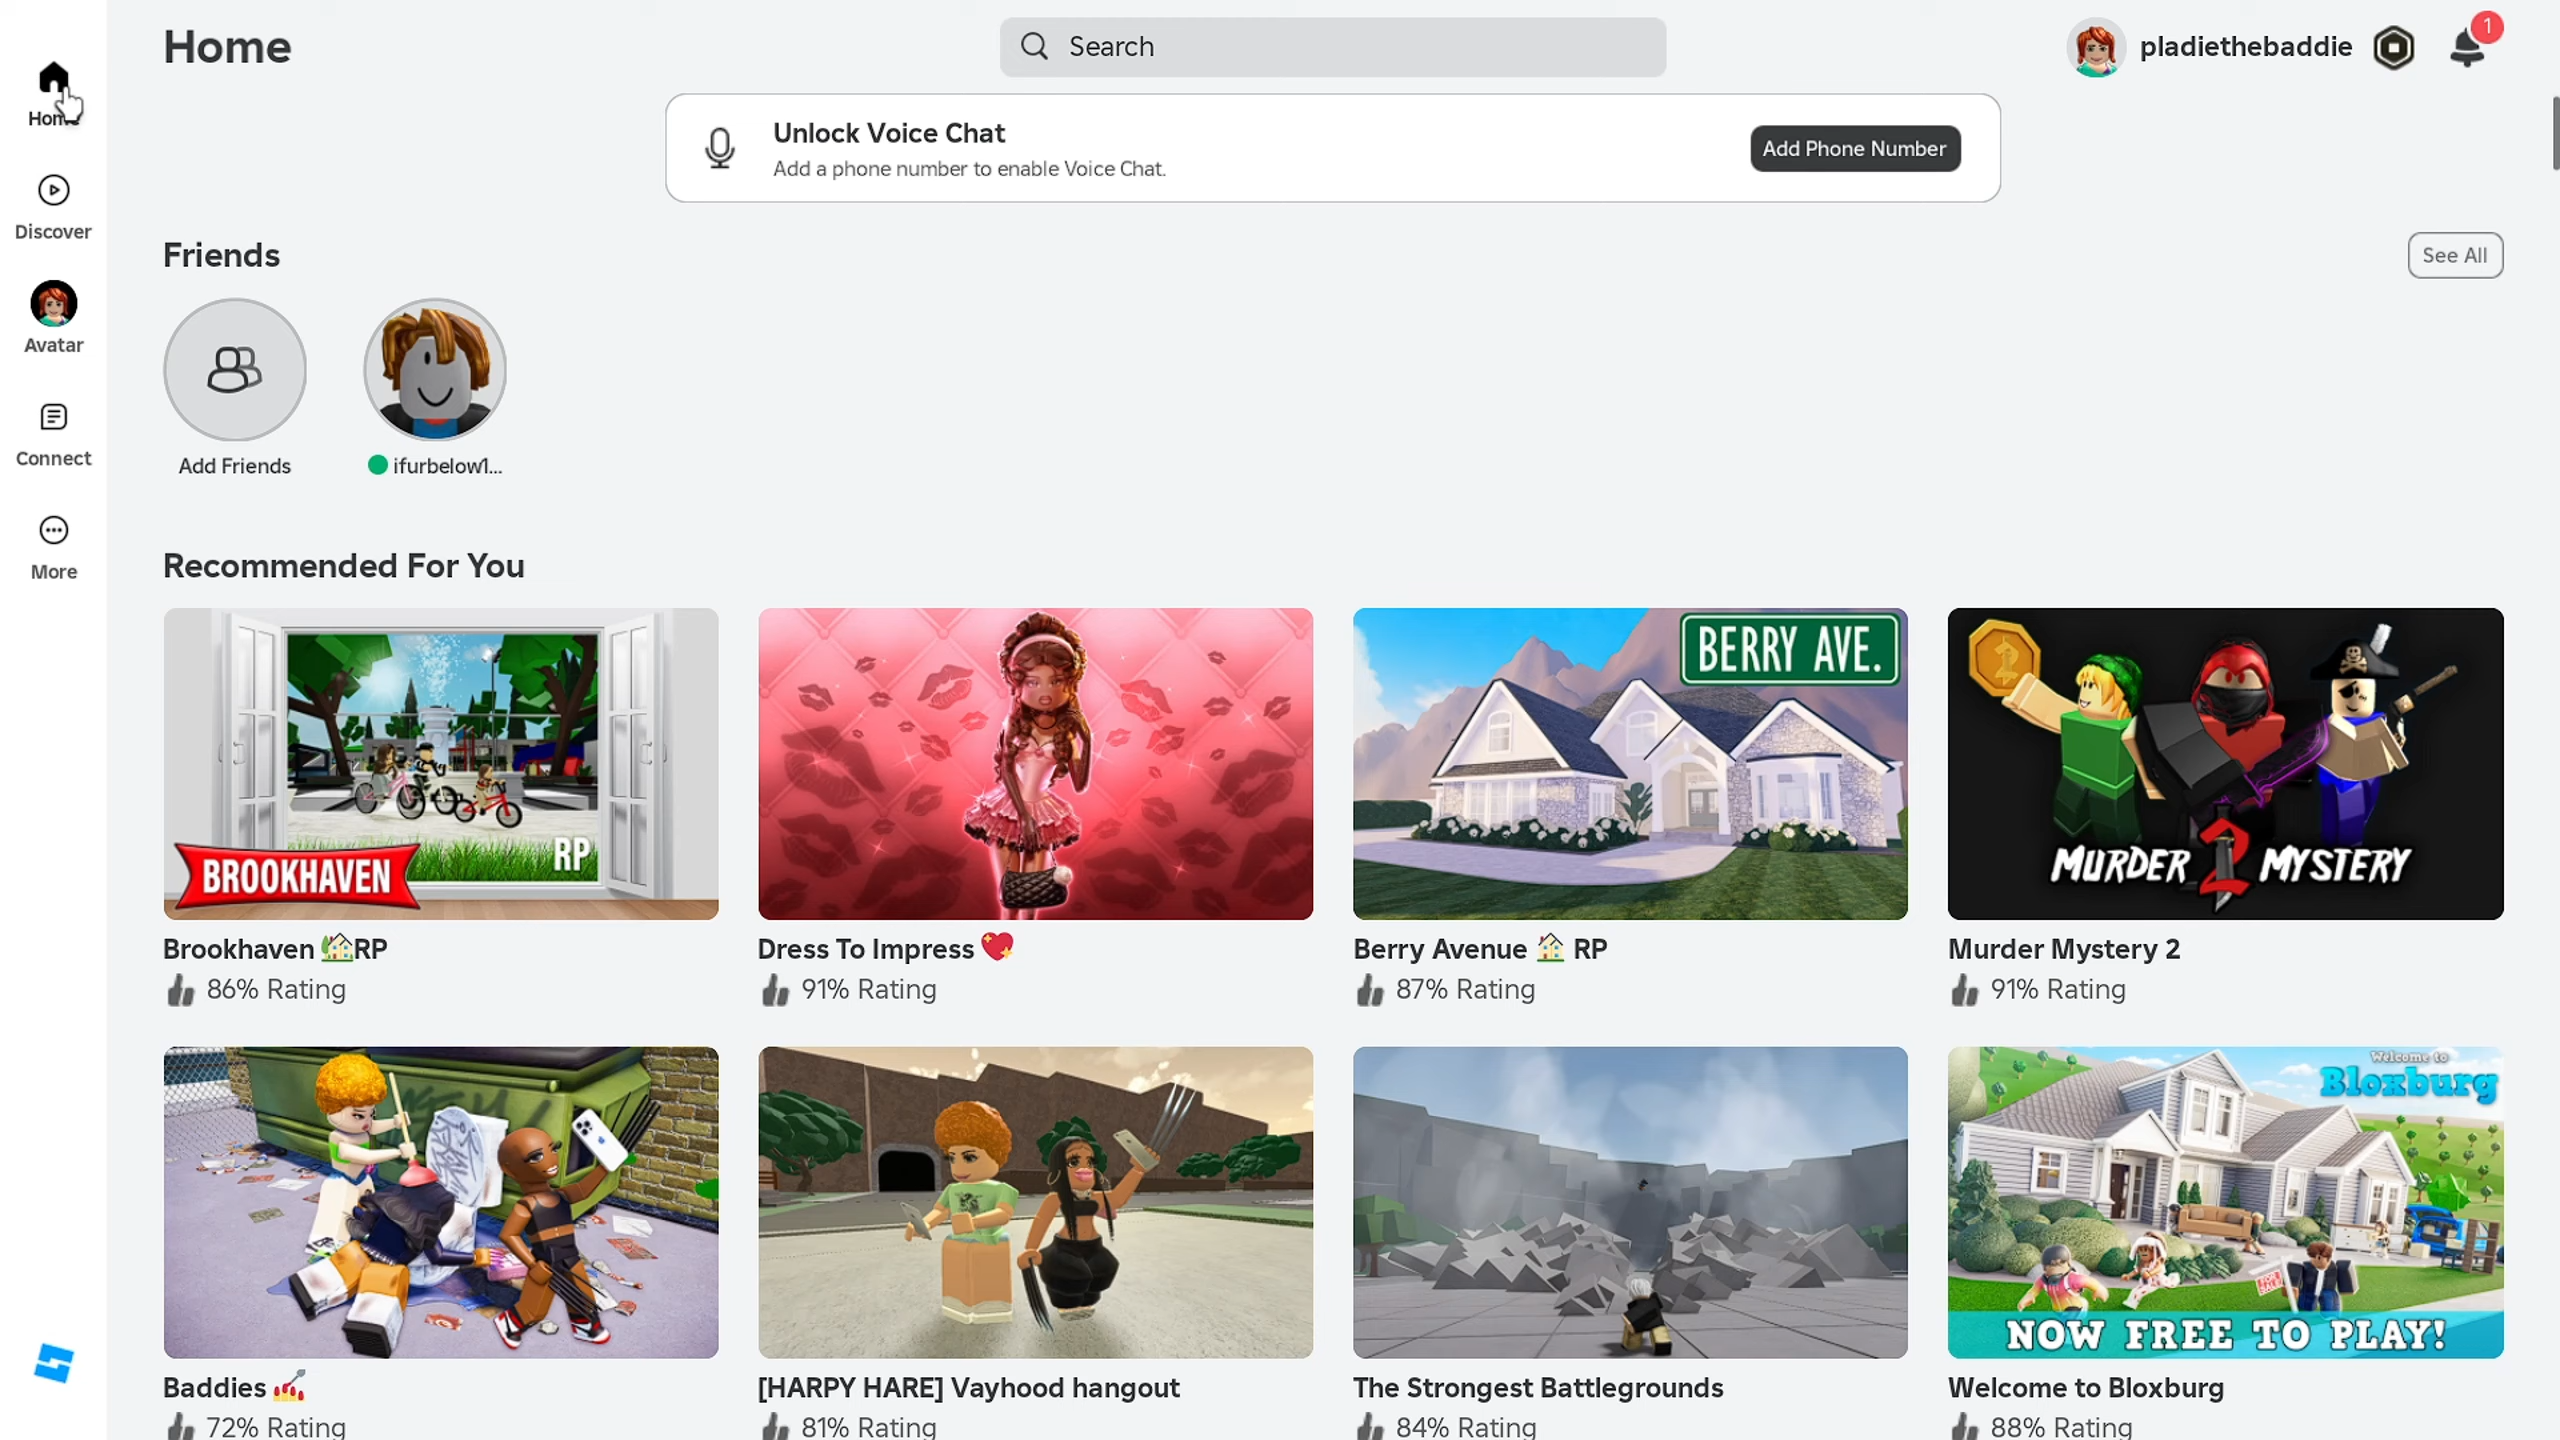 Home
Search
pladiethebaddie
1
Home
Discover
Avatar
Connect
More
Unlock Voice Chat
Add a phone number to enable Voice Chat.
Add Phone Number
Friends
See All
Add Friends
ifurbelow1...
Recommended For You
BROOKHAVEN
RP
BERRY AVE.
MURDER 2 MYSTERY
Brookhaven 🏡RP
86% Rating
Dress To Impress 💖
91% Rating
Berry Avenue 🏠 RP
87% Rating
Murder Mystery 2
91% Rating
Welcome to
Bloxburg
FOR SALE
NOW FREE TO PLAY!
Baddies 💅
72% Rating
[HARPY HARE] Vayhood hangout
81% Rating
The Strongest Battlegrounds
84% Rating
Welcome to Bloxburg
88% Rating